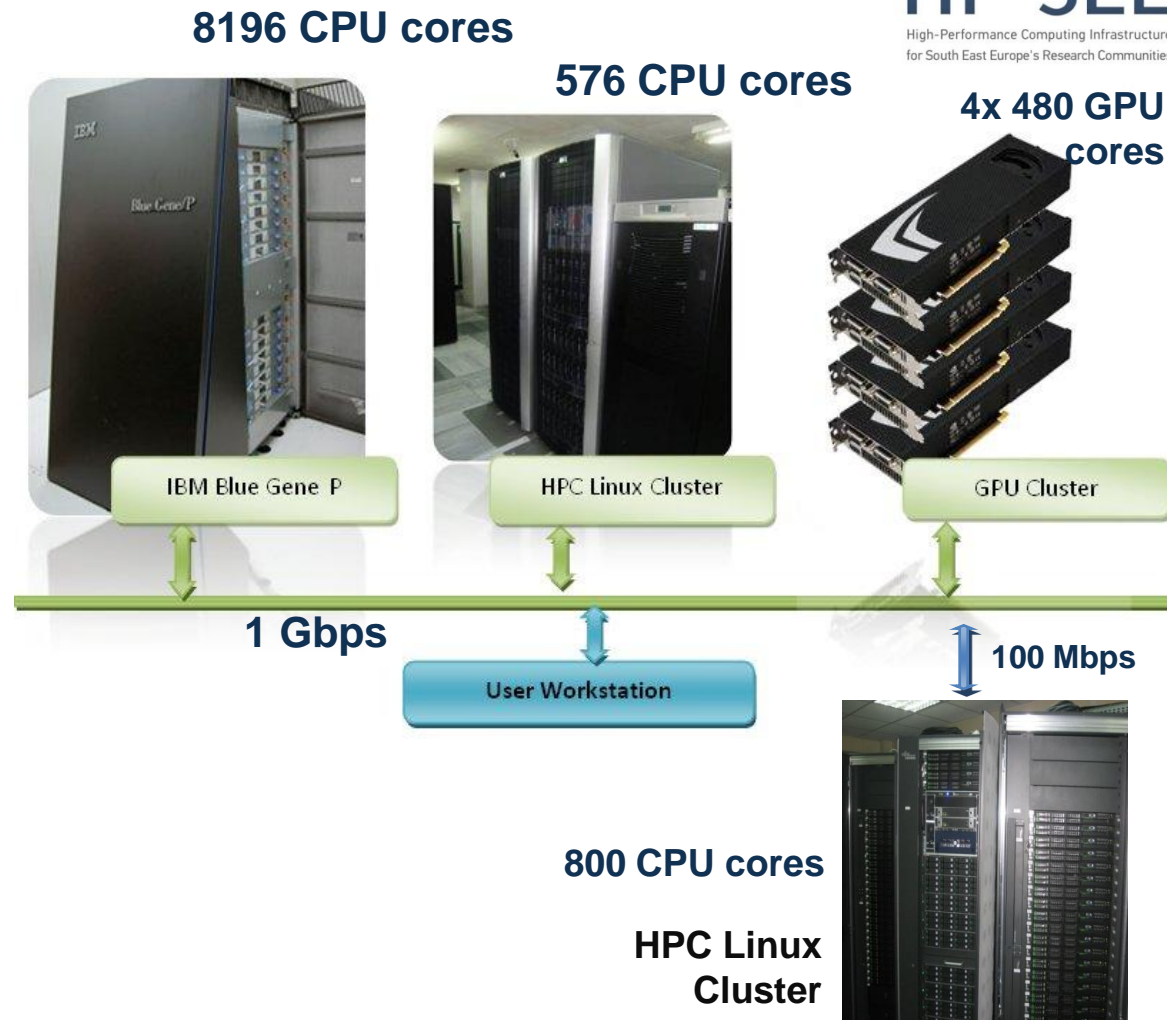 8196 CPU cores
High-Performance Computing Infrastructure
for South East Europe's Research Communities
576 CPU cores
4x 480 GPU
cores
IBM
Blue Gene/P
IBM Blue Gene P
HPC Linux Cluster
GPU Cluster
1 Gbps
100 Mbps
User Workstation
800 CPU cores
HPC Linux
Cluster